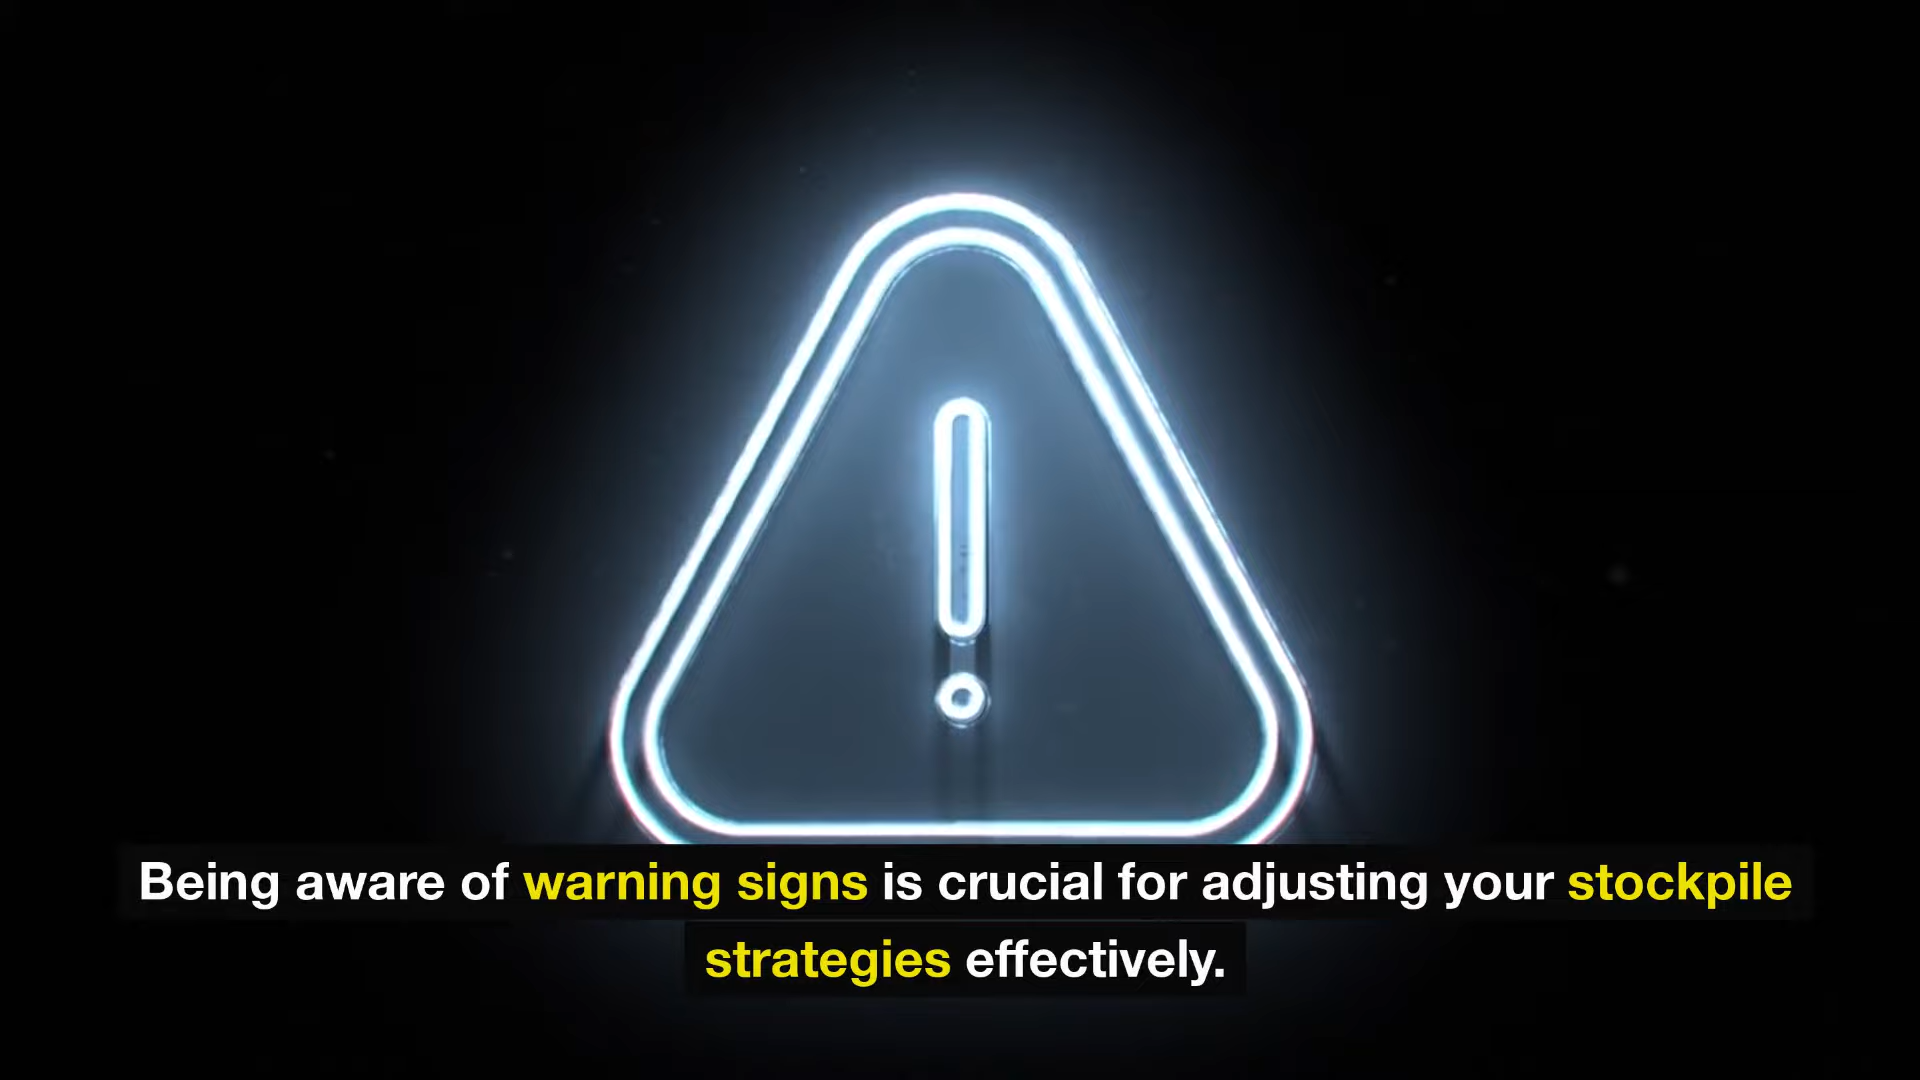 Being aware of warning signs is crucial for adjusting your stockpile
strategies effectively.